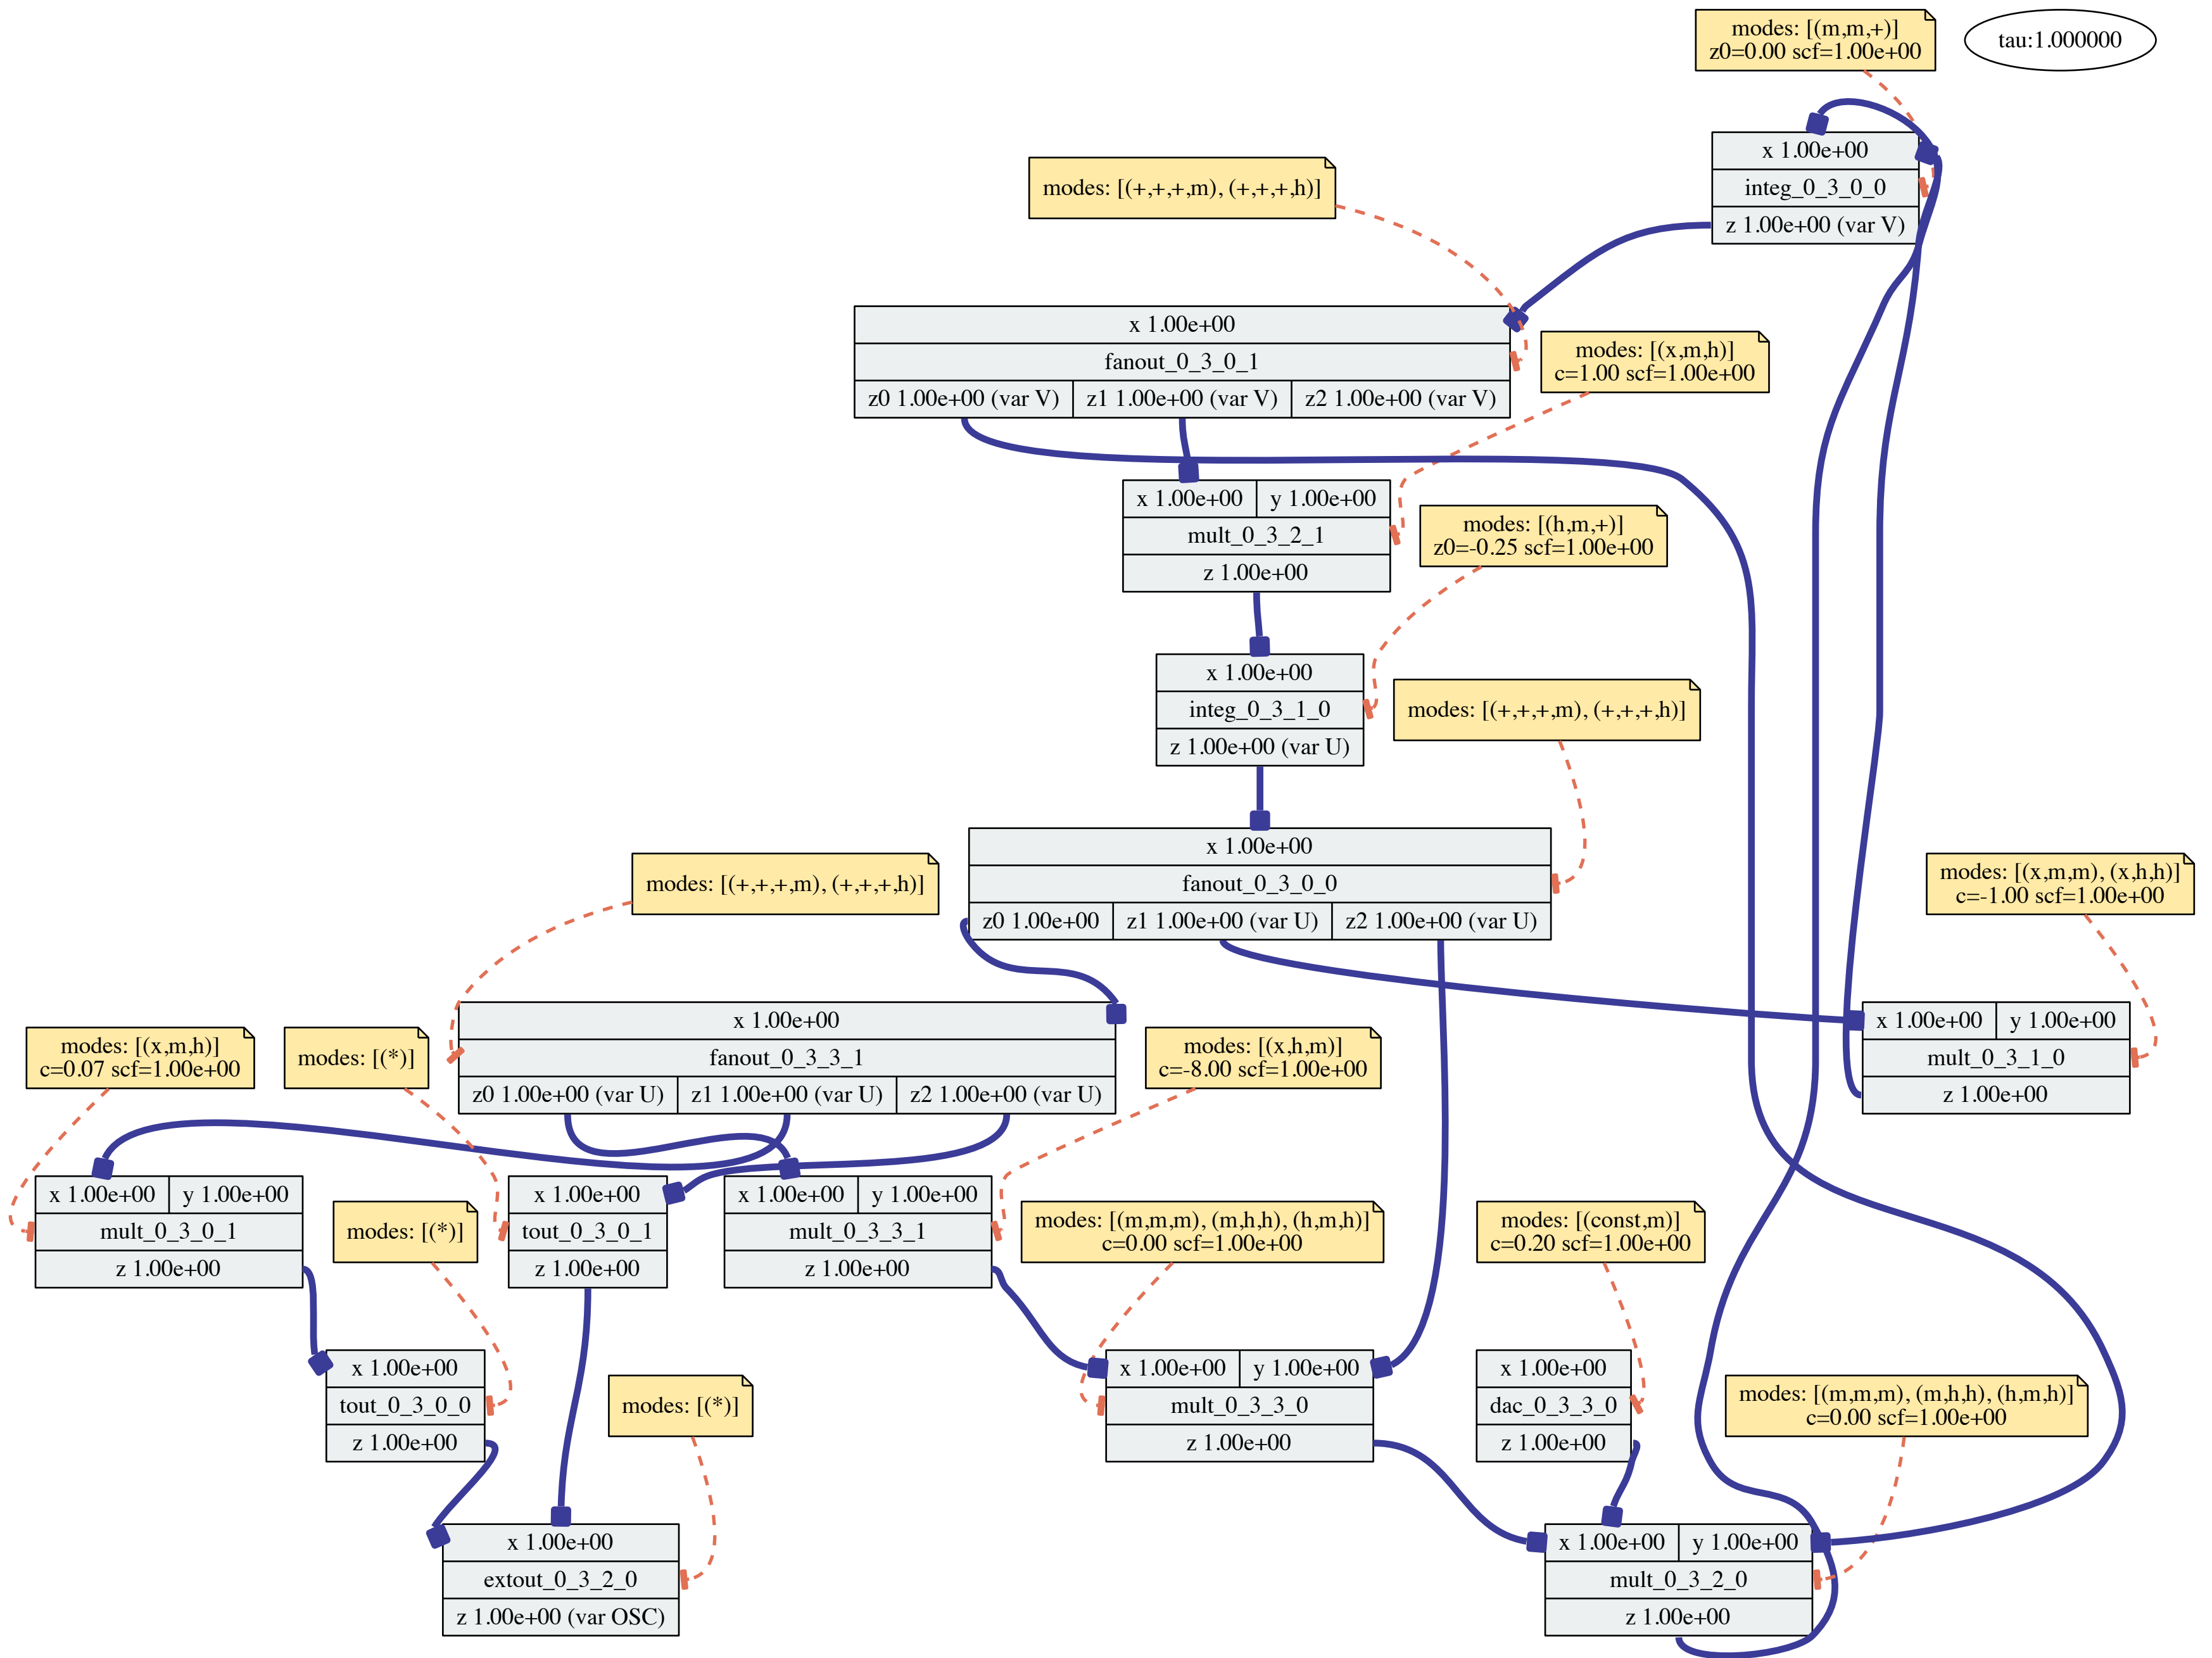 modes: [(m,m,+)]
z0=0.00 scf=1.00e+00
tau:1.000000
x 1.00e+00
integ_0_3_0_0
z 1.00e+00 (var V)
modes: [(+,+,+,m), (+,+,+,h)]
x 1.00e+00
fanout_0_3_0_1
z0 1.00e+00 (var V) z1 1.00e+00 (var V) z2 1.00e+00 (var V)
modes: [(x,m,h)]
c=1.00 scf=1.00e+00
x 1.00e+00 y 1.00e+00
mult_0_3_2_1
z 1.00e+00
modes: [(h,m,+)]
z0=-0.25 scf=1.00e+00
x 1.00e+00
integ_0_3_1_0
z 1.00e+00 (var U)
modes: [(+,+,+,m), (+,+,+,h)]
x 1.00e+00
fanout_0_3_0_0
z0 1.00e+00 z1 1.00e+00 (var U) z2 1.00e+00 (var U)
modes: [(+,+,+,m), (+,+,+,h)]
modes: [(x,m,m), (x,h,h)]
c=-1.00 scf=1.00e+00
x 1.00e+00
fanout_0_3_3_1
z0 1.00e+00 (var U) z1 1.00e+00 (var U) z2 1.00e+00 (var U)
x 1.00e+00 y 1.00e+00
mult_0_3_1_0
z 1.00e+00
modes: [(x,m,h)]
c=0.07 scf=1.00e+00
modes: [(*)]
modes: [(x,h,m)]
c=-8.00 scf=1.00e+00
x 1.00e+00 y 1.00e+00
mult_0_3_0_1
z 1.00e+00
modes: [(*)]
x 1.00e+00
tout_0_3_0_1
z 1.00e+00
x 1.00e+00 y 1.00e+00
mult_0_3_3_1
z 1.00e+00
modes: [(m,m,m), (m,h,h), (h,m,h)]
c=0.00 scf=1.00e+00
modes: [(const,m)]
c=0.20 scf=1.00e+00
x 1.00e+00
tout_0_3_0_0
z 1.00e+00
modes: [(*)]
x 1.00e+00 y 1.00e+00
mult_0_3_3_0
z 1.00e+00
x 1.00e+00
dac_0_3_3_0
z 1.00e+00
modes: [(m,m,m), (m,h,h), (h,m,h)]
c=0.00 scf=1.00e+00
x 1.00e+00
extout_0_3_2_0
z 1.00e+00 (var OSC)
x 1.00e+00 y 1.00e+00
mult_0_3_2_0
z 1.00e+00